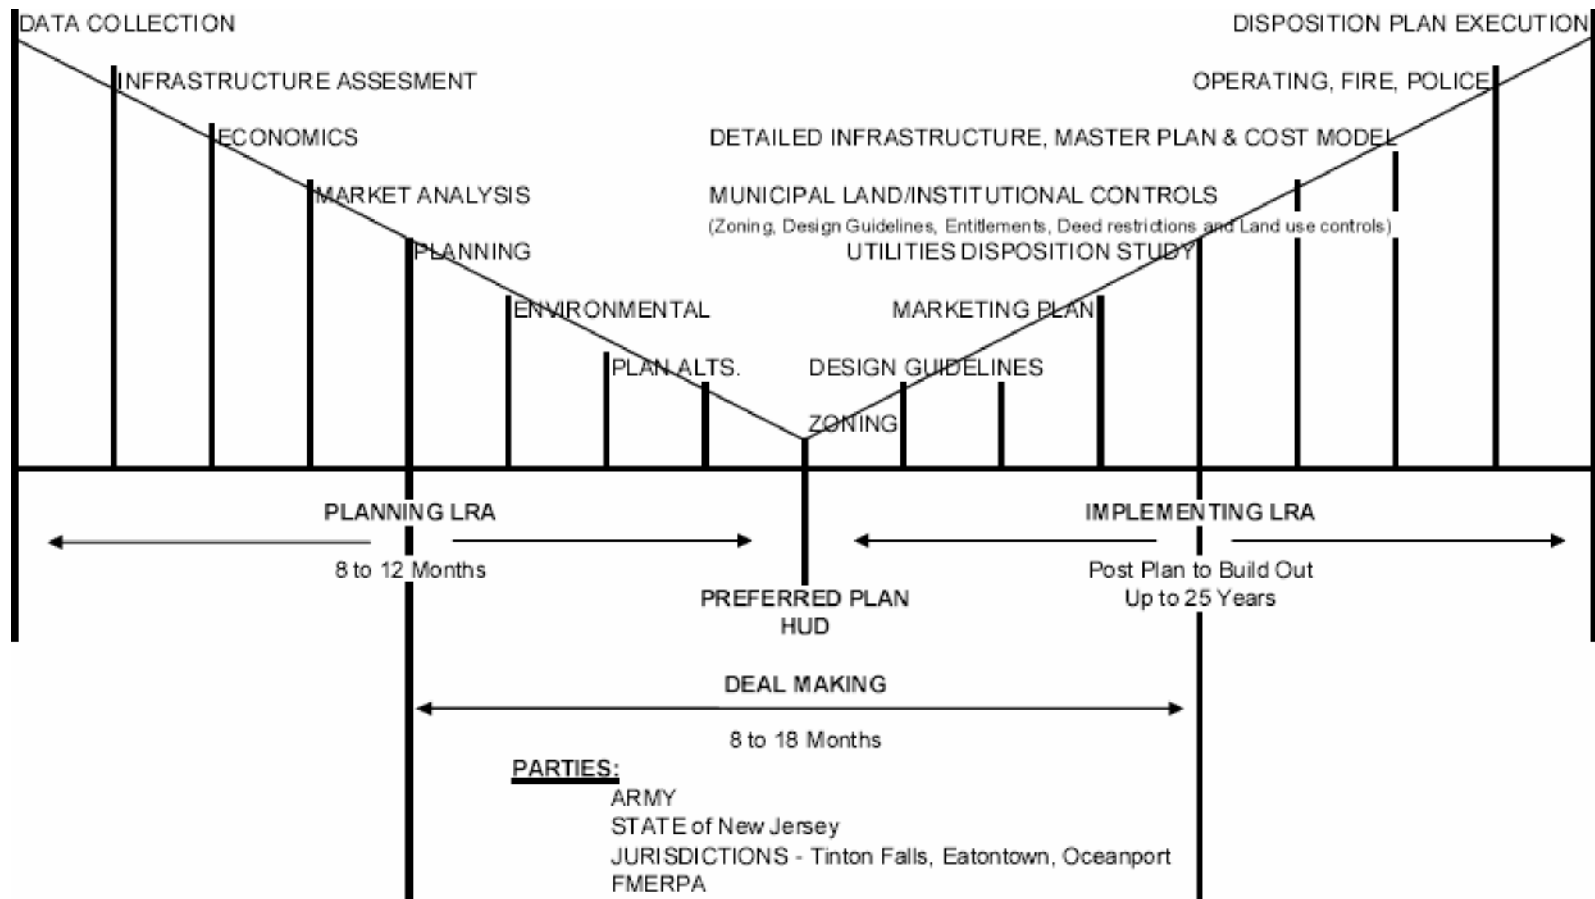 DATA COLLECTION
DISPOSITION PLAN EXECUTION
INFRASTRUCTURE ASSESMENT
OPERATING, FIRE, POLICE
ECONOMICS
DETAILED INFRASTRUCTURE, MASTER PLAN & COST MODEL
MARKET ANALYSIS
MUNICIPAL LAND/INSTITUTIONAL CONTROLS
(Zoning, Design Guidelines, Entitlements, Deed restrictions and Land use controls)
PLANNING
UTILITIES DISPOSITION STUDY
ENVIRONMENTAL
MARKETING PLAN
PLAN ALTS.
DESIGN GUIDELINES
ZONING
PLANNING LRA
IMPLEMENTING LRA
8 to 12 Months
Post Plan to Build Out
Up to 25 Years
PREFERRED PLAN
HUD
DEAL MAKING
8 to 18 Months
PARTIES:
ARMY
STATE of New Jersey
JURISDICTIONS - Tinton Falls, Eatontown, Oceanport
FMERPA